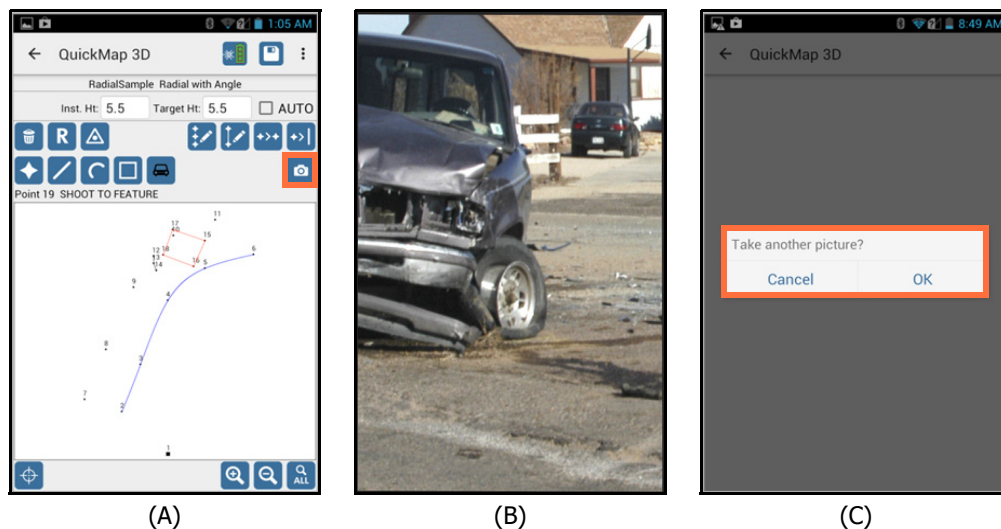 1:05 AM
QuickMap 3D
RadialSample Radial with Angle
Inst. Ht: 5.5 Target Ht: 5.5 AUTO
R
Point 19 SHOOT TO FEATURE
11
17
10
15
12
18
13
14
16
5
6
9
4
8
3
7
2
1
ALL
(A)
(B)
8:49 AM
QuickMap 3D
Take another picture?
Cancel OK
(C)